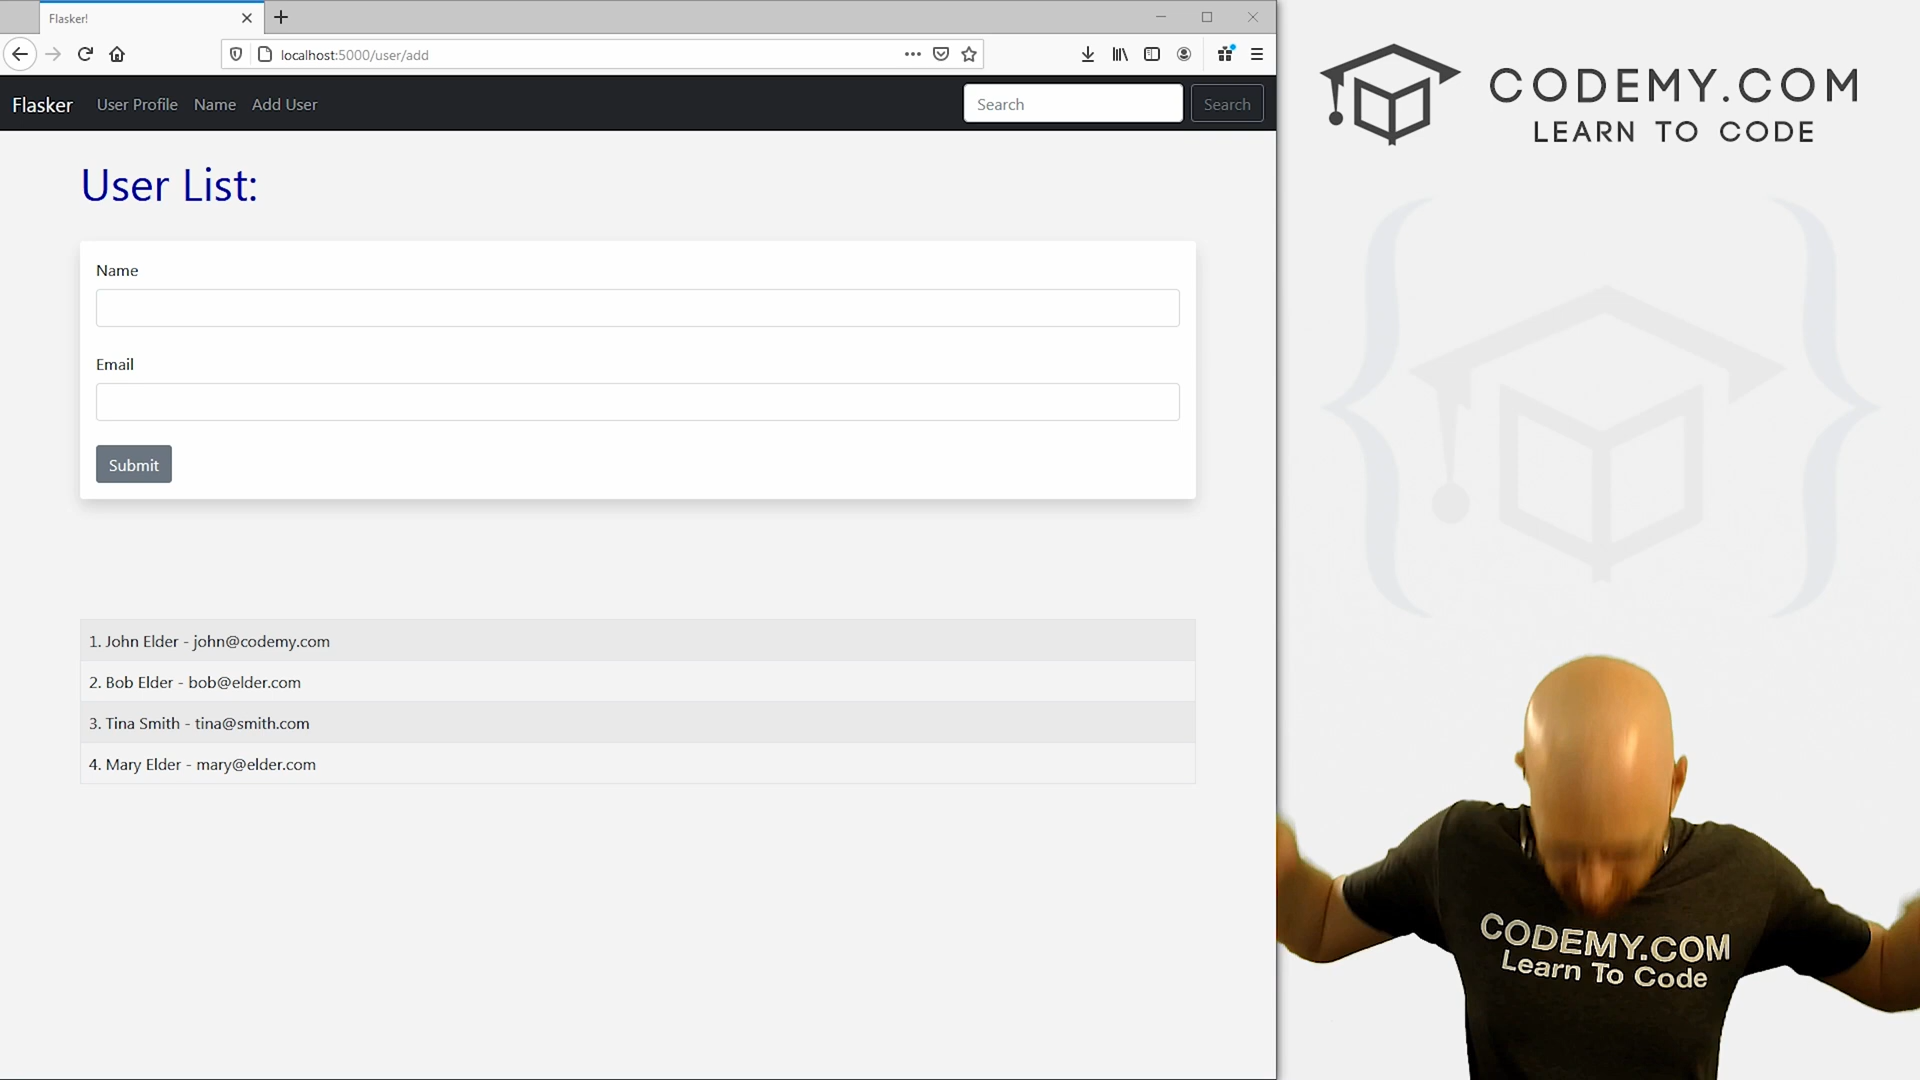 Flasker!
localhost:5000/user/add
Flasker User Profile Name Add User Search Search
User List:
Name
Email
Submit
1. John Elder - john@codemy.com
2. Bob Elder - bob@elder.com
3. Tina Smith - tina@smith.com
4. Mary Elder - mary@elder.com
CODEMY.COM
LEARN TO CODE
CODEMY.COM
Learn To Code